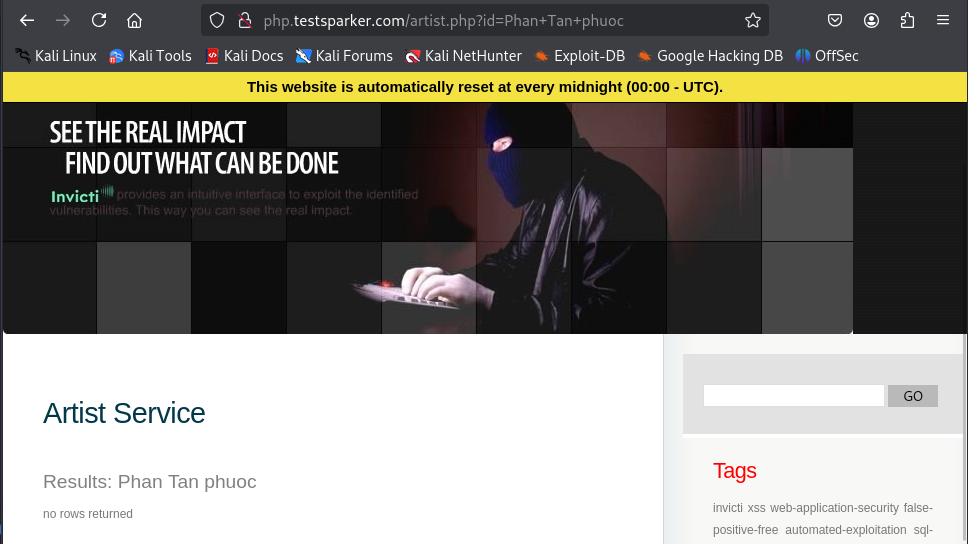 php.testsparker.com/artist.php?id=Phan+Tan+phuoc
Kali Linux Kali Tools Kali Docs Kali Forums Kali NetHunter Exploit-DB Google Hacking DB OffSec
This website is automatically reset at every midnight (00:00 - UTC).
SEE THE REAL IMPACT
FIND OUT WHAT CAN BE DONE
Invicti provides an intuitive interface to exploit the identified
vulnerabilities. This way you can see the real impact.
GO
Artist Service
Tags
Results: Phan Tan phuoc
no rows returned
invicti xss web-application-security false-
positive-free automated-exploitation sql-